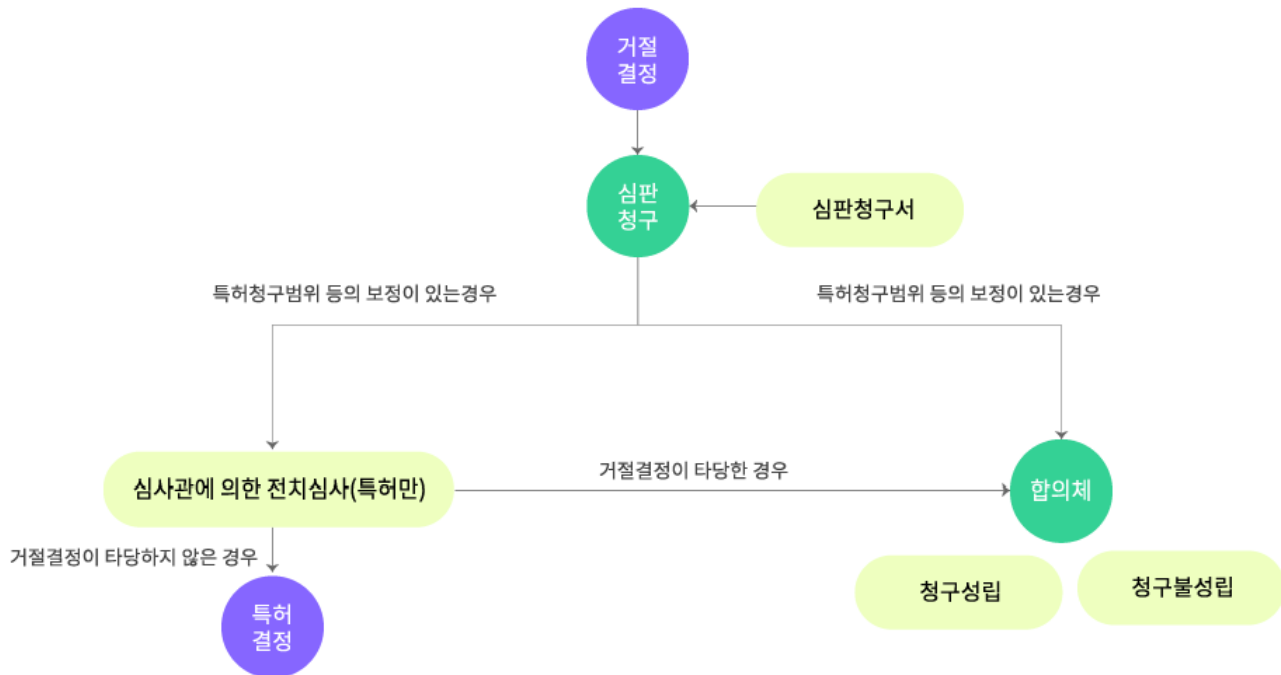 거절
결정
심판
청구
심판청구서
특허청구범위 등의 보정이 있는경우
특허청구범위 등의 보정이 있는경우
심사관에 의한 전치심사(특허만)
거절결정이 타당한 경우
합의체
거절결정이 타당하지 않은 경우
특허
결정
청구성립
청구불성립